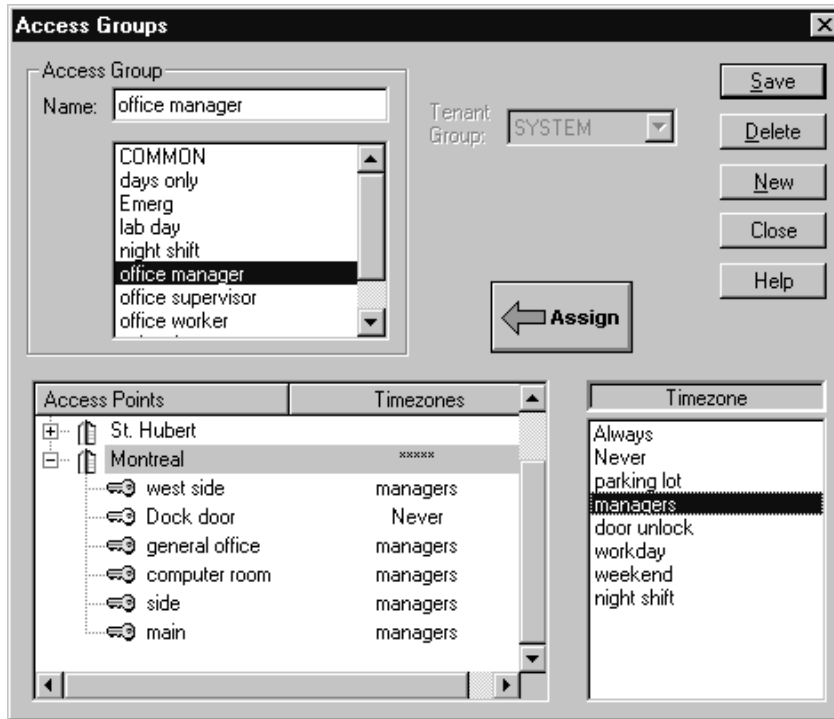 Access Groups
Access Group
Name: office manager
COMMON
days only
Emerg
lab day
night shift
office manager
office supervisor
office worker
Tenant Group: SYSTEM
Save
Delete
New
Close
Help
Assign
Access Points Timezones
St. Hubert
Montreal *****
west side managers
Dock door Never
general office managers
computer room managers
side managers
main managers
Timezone
Always
Never
parking lot
managers
door unlock
workday
weekend
night shift